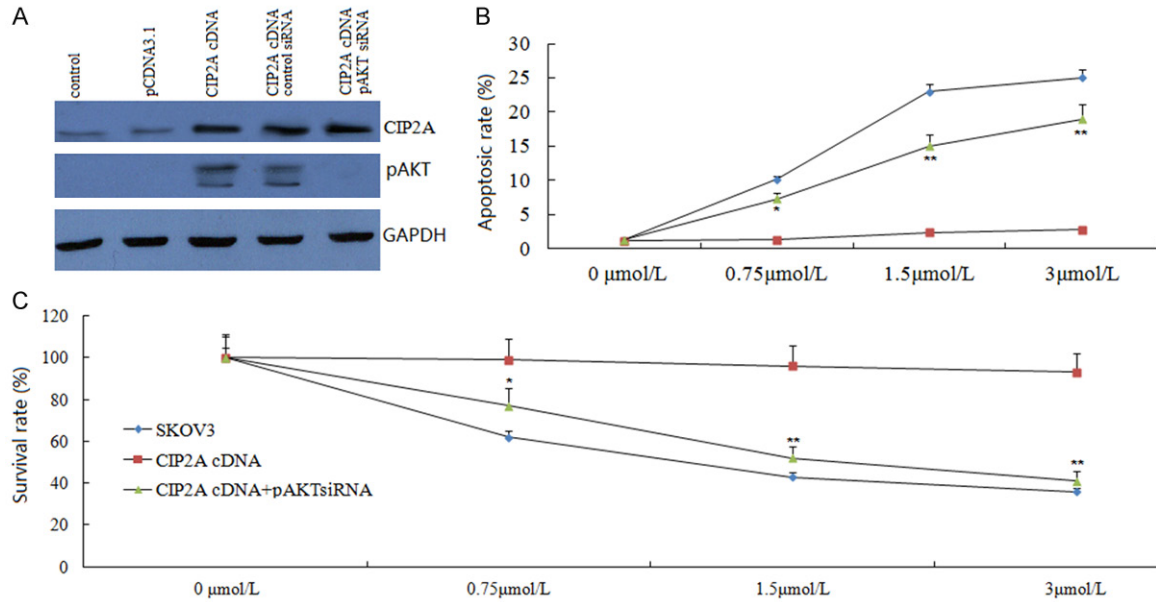 A
control
pCDNA3.1
CIP2A cDNA
CIP2A cDNA
control siRNA
CIP2A cDNA
pAKT siRNA
CIP2A
pAKT
GAPDH
B
Apoptosic rate (%)
30
25
20
15
10
5
0
*
**
**
0 μmol/L
0.75μmol/L
1.5μmol/L
3μmol/L
C
Survival rate (%)
120
100
80
60
40
20
0
*
**
**
SKOV3
CIP2A cDNA
CIP2A cDNA+pAKTsiRNA
0 μmol/L
0.75μmol/L
1.5μmol/L
3μmol/L